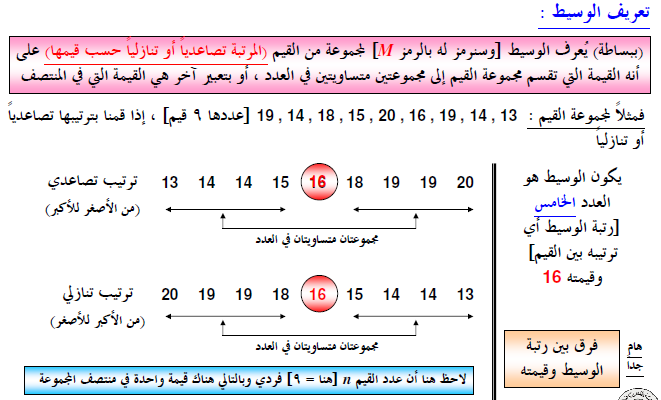 تعريف الوسيط :
(ببساطة) يُعرف الوسيط [وسنرمز له بالرمز M] لمجموعة من القيم (المرتبة تصاعدياً أو تنازلياً حسب قيمها) على
أنه القيمة التي تقسم مجموعة القيم إلى مجموعتين متساويتين في العدد ، أو بتعبير آخر هي القيمة التي في المنتصف
فمثلاً لمجموعة القيم : 13 , 14 , 19 , 16 , 20 , 15 , 18 , 14 , 19 [عددها ٩ قيم] ، إذا قمنا بترتيبها تصاعدياً
أو تنازلياً
يكون الوسيط هو
العدد الخامس
[رتبة الوسيط أي
ترتيبه بين القيم]
وقيمته 16
ترتيب تصاعدي
13 14 14 15 16 18 19 19 20
(من الأصغر للأكبر)
مجموعتان متساويتان في العدد
ترتيب تنازلي
20 19 19 18 16 15 14 14 13
(من الأكبر للأصغر)
مجموعتان متساويتان في العدد
هام
جداً
فرق بين رتبة
الوسيط وقيمته
لاحظ هنا أن عدد القيم n [هنا = ٩] فردي وبالتالي هناك قيمة واحدة في منتصف المجموعة